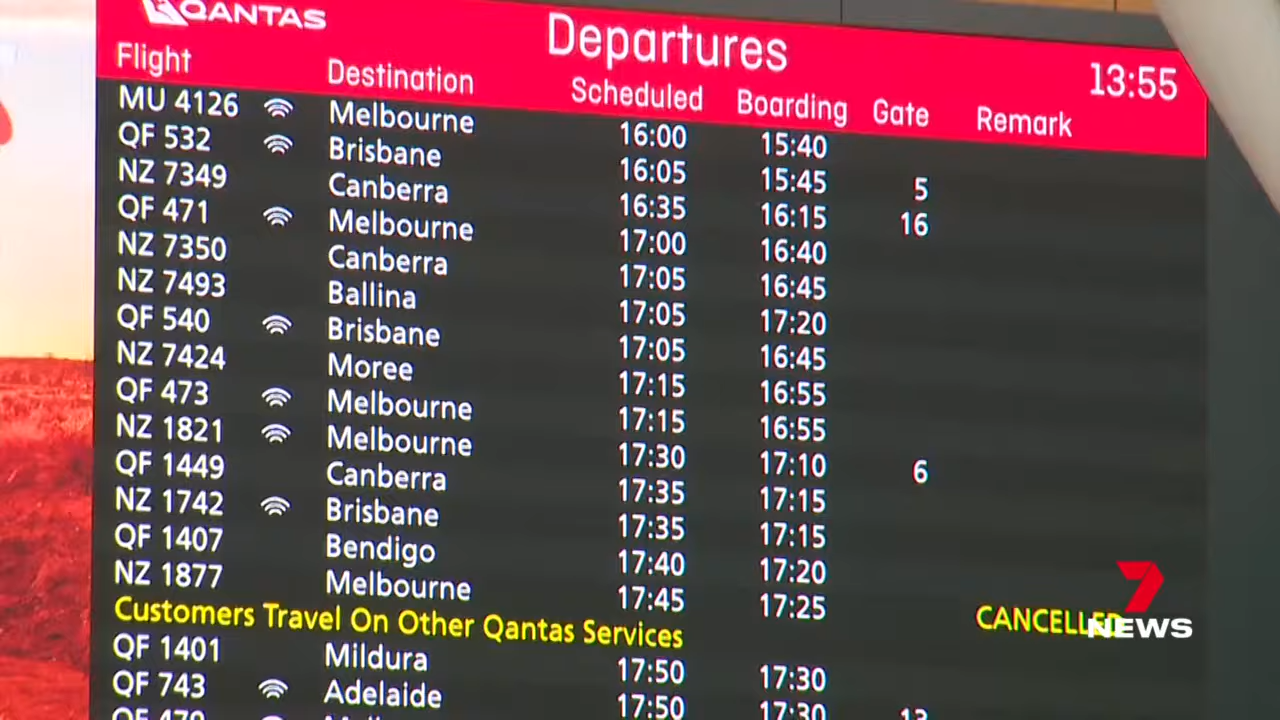 QANTAS Departures 13:55
Flight Destination Scheduled Boarding Gate Remark
MU 4126 Melbourne 16:00 15:40
QF 532 Brisbane 16:05 15:45 5
NZ 7349 Canberra 16:35 16:15 16
QF 471 Melbourne 17:00 16:40
NZ 7350 Canberra 17:05 16:45
NZ 7493 Ballina 17:05 17:20
QF 540 Brisbane 17:05 16:45
NZ 7424 Moree 17:15 16:55
QF 473 Melbourne 17:15 16:55
NZ 1821 Melbourne 17:30 17:10 6
QF 1449 Canberra 17:35 17:15
NZ 1742 Brisbane 17:35 17:15
QF 1407 Bendigo 17:40 17:20
NZ 1877 Melbourne 17:45 17:25 CANCELLED
Customers Travel On Other Qantas Services
QF 1401 Mildura 17:50 17:30
QF 743 Adelaide 17:50 17:30
7 NEWS